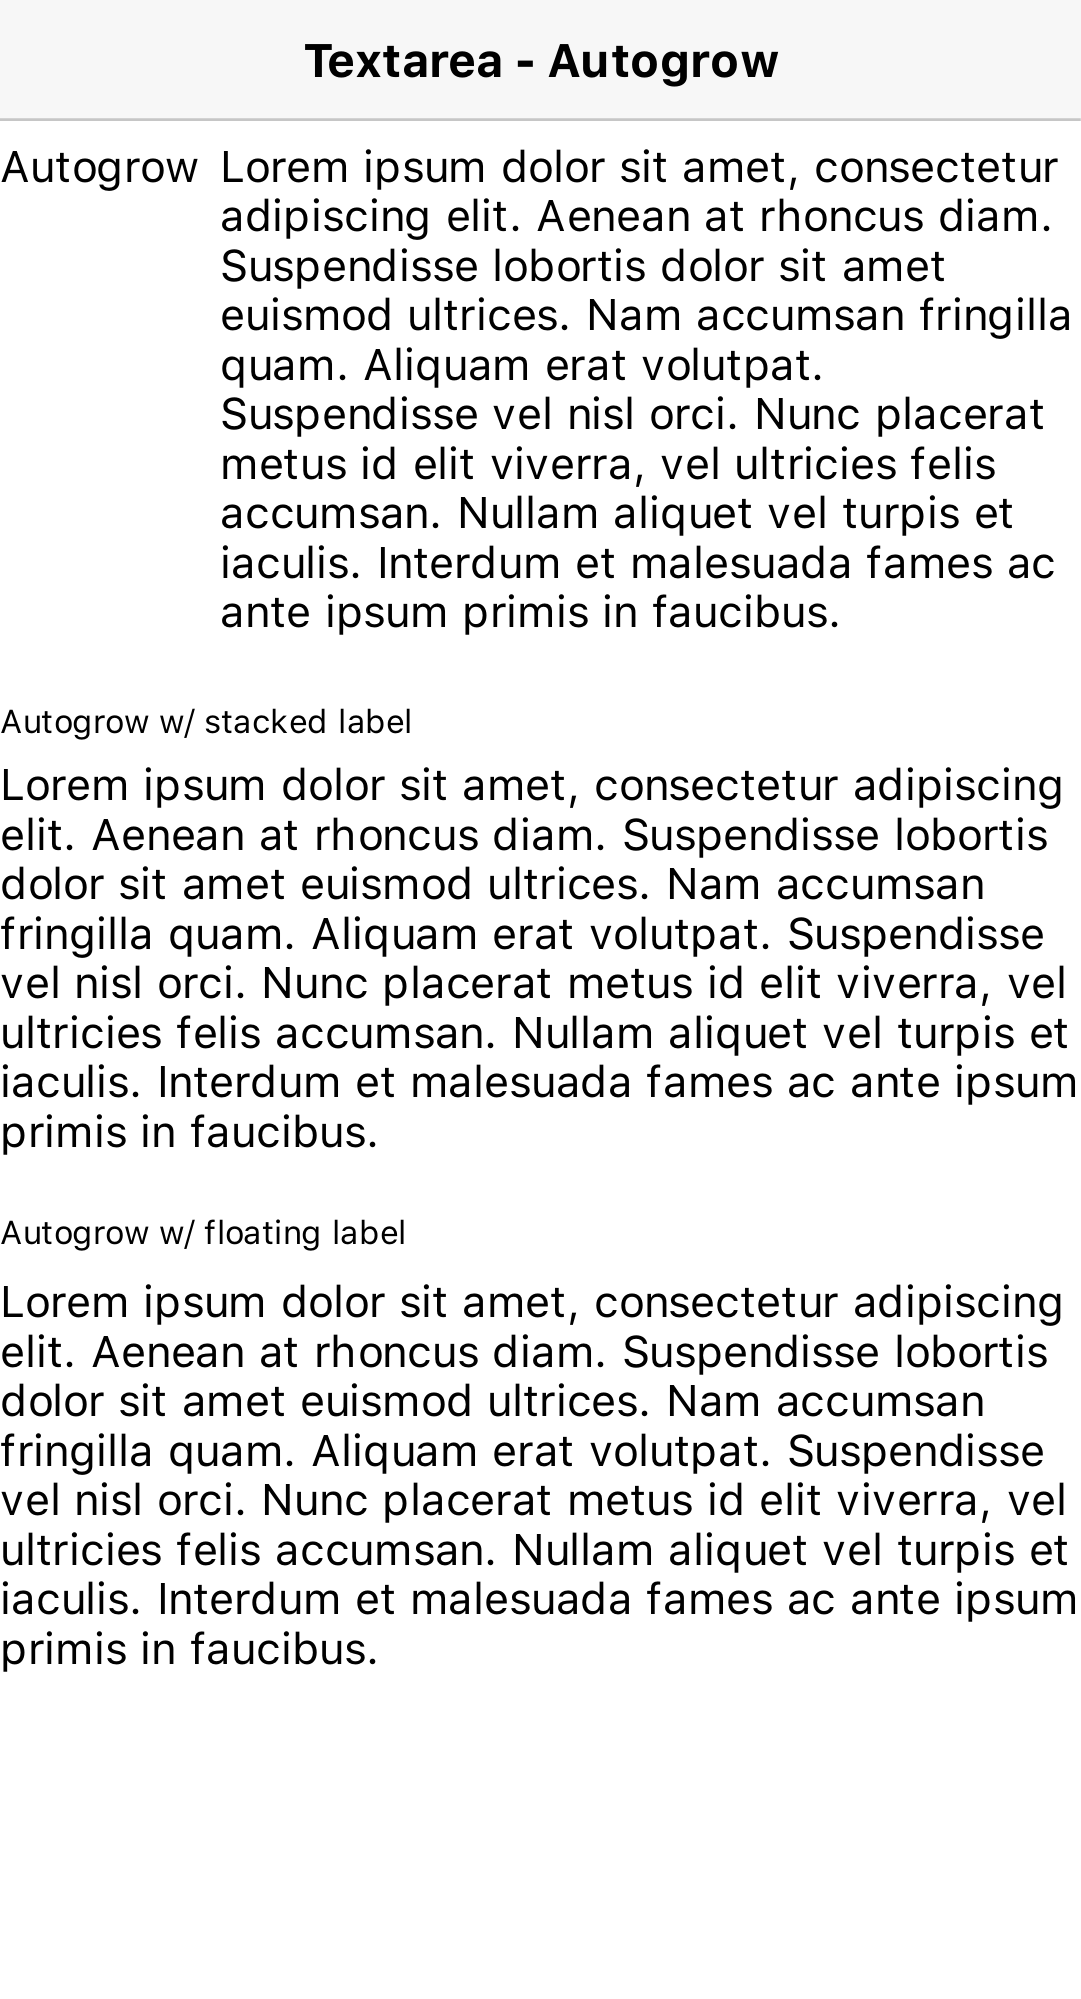 Textarea - Autogrow
Autogrow Lorem ipsum dolor sit amet, consectetur
adipiscing elit. Aenean at rhoncus diam.
Suspendisse lobortis dolor sit amet
euismod ultrices. Nam accumsan fringilla
quam. Aliquam erat volutpat.
Suspendisse vel nisl orci. Nunc placerat
metus id elit viverra, vel ultricies felis
accumsan. Nullam aliquet vel turpis et
iaculis. Interdum et malesuada fames ac
ante ipsum primis in faucibus.
Autogrow w/ stacked label
Lorem ipsum dolor sit amet, consectetur adipiscing
elit. Aenean at rhoncus diam. Suspendisse lobortis
dolor sit amet euismod ultrices. Nam accumsan
fringilla quam. Aliquam erat volutpat. Suspendisse
vel nisl orci. Nunc placerat metus id elit viverra, vel
ultricies felis accumsan. Nullam aliquet vel turpis et
iaculis. Interdum et malesuada fames ac ante ipsum
primis in faucibus.
Autogrow w/ floating label
Lorem ipsum dolor sit amet, consectetur adipiscing
elit. Aenean at rhoncus diam. Suspendisse lobortis
dolor sit amet euismod ultrices. Nam accumsan
fringilla quam. Aliquam erat volutpat. Suspendisse
vel nisl orci. Nunc placerat metus id elit viverra, vel
ultricies felis accumsan. Nullam aliquet vel turpis et
iaculis. Interdum et malesuada fames ac ante ipsum
primis in faucibus.